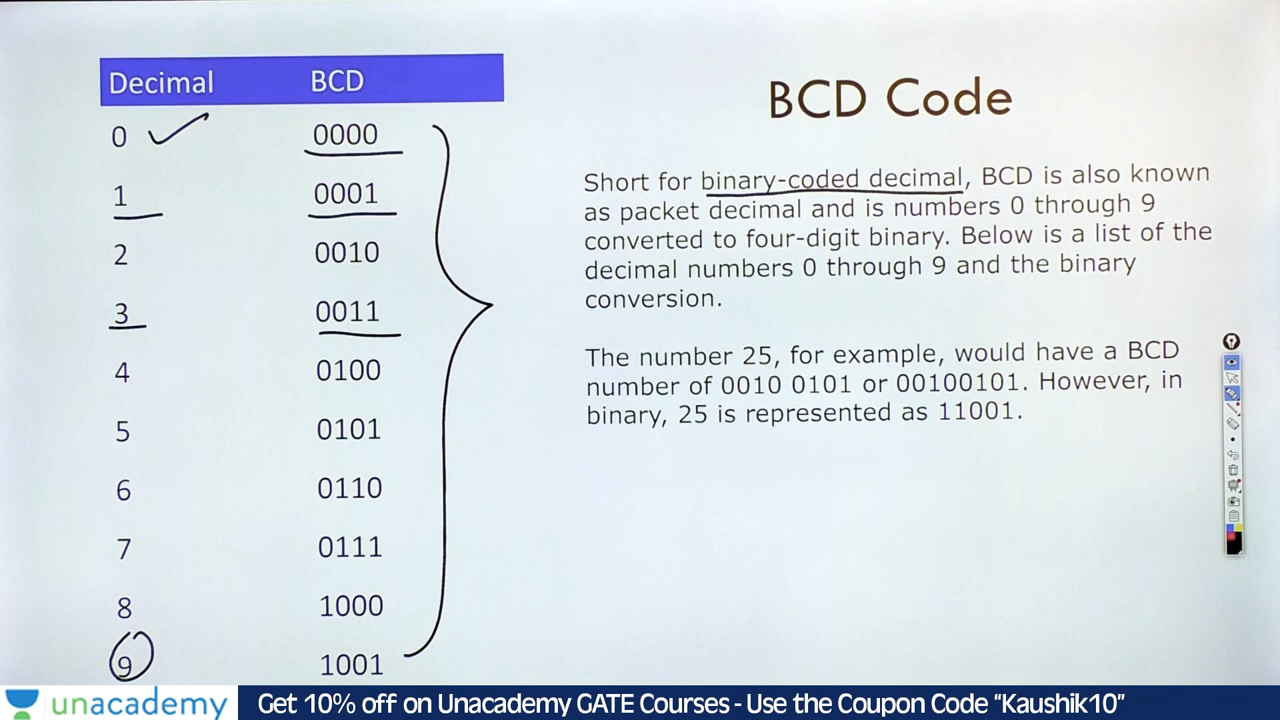 Decimal BCD
0 0000
1 0001
2 0010
3 0011
4 0100
5 0101
6 0110
7 0111
8 1000
9 1001
BCD Code
Short for binary-coded decimal, BCD is also known
as packet decimal and is numbers 0 through 9
converted to four-digit binary. Below is a list of the
decimal numbers 0 through 9 and the binary
conversion.
The number 25, for example, would have a BCD
number of 0010 0101 or 00100101. However, in
binary, 25 is represented as 11001.
unacademy
Get 10% off on Unacademy GATE Courses - Use the Coupon Code “Kaushik10”